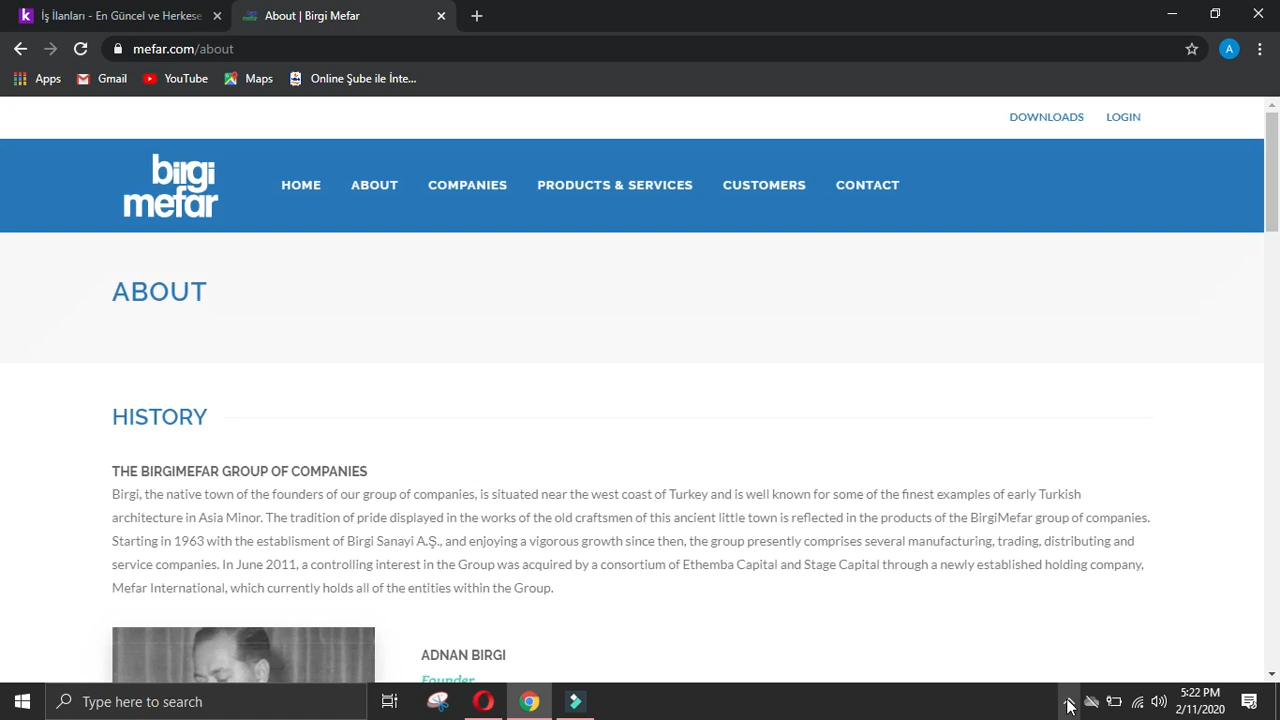 İş İlanları - En Güncel ve Herkese
About | Birgi Mefar
mefar.com/about
A
Apps
Gmail
YouTube
Maps
Online Şube ile İnte...
DOWNLOADS
LOGIN
birgi
mefar
HOME
ABOUT
COMPANIES
PRODUCTS & SERVICES
CUSTOMERS
CONTACT
ABOUT
HISTORY
THE BIRGIMEFAR GROUP OF COMPANIES
Birgi, the native town of the founders of our group of companies, is situated near the west coast of Turkey and is well known for some of the finest examples of early Turkish
architecture in Asia Minor. The tradition of pride displayed in the works of the old craftsmen of this ancient little town is reflected in the products of the BirgiMefar group of companies.
Starting in 1963 with the establisment of Birgi Sanayi A.Ş., and enjoying a vigorous growth since then, the group presently comprises several manufacturing, trading, distributing and
service companies. In June 2011, a controlling interest in the Group was acquired by a consortium of Ethemba Capital and Stage Capital through a newly established holding company,
Mefar International, which currently holds all of the entities within the Group.
ADNAN BIRGI
Founder
Type here to search
5:22 PM
2/11/2020